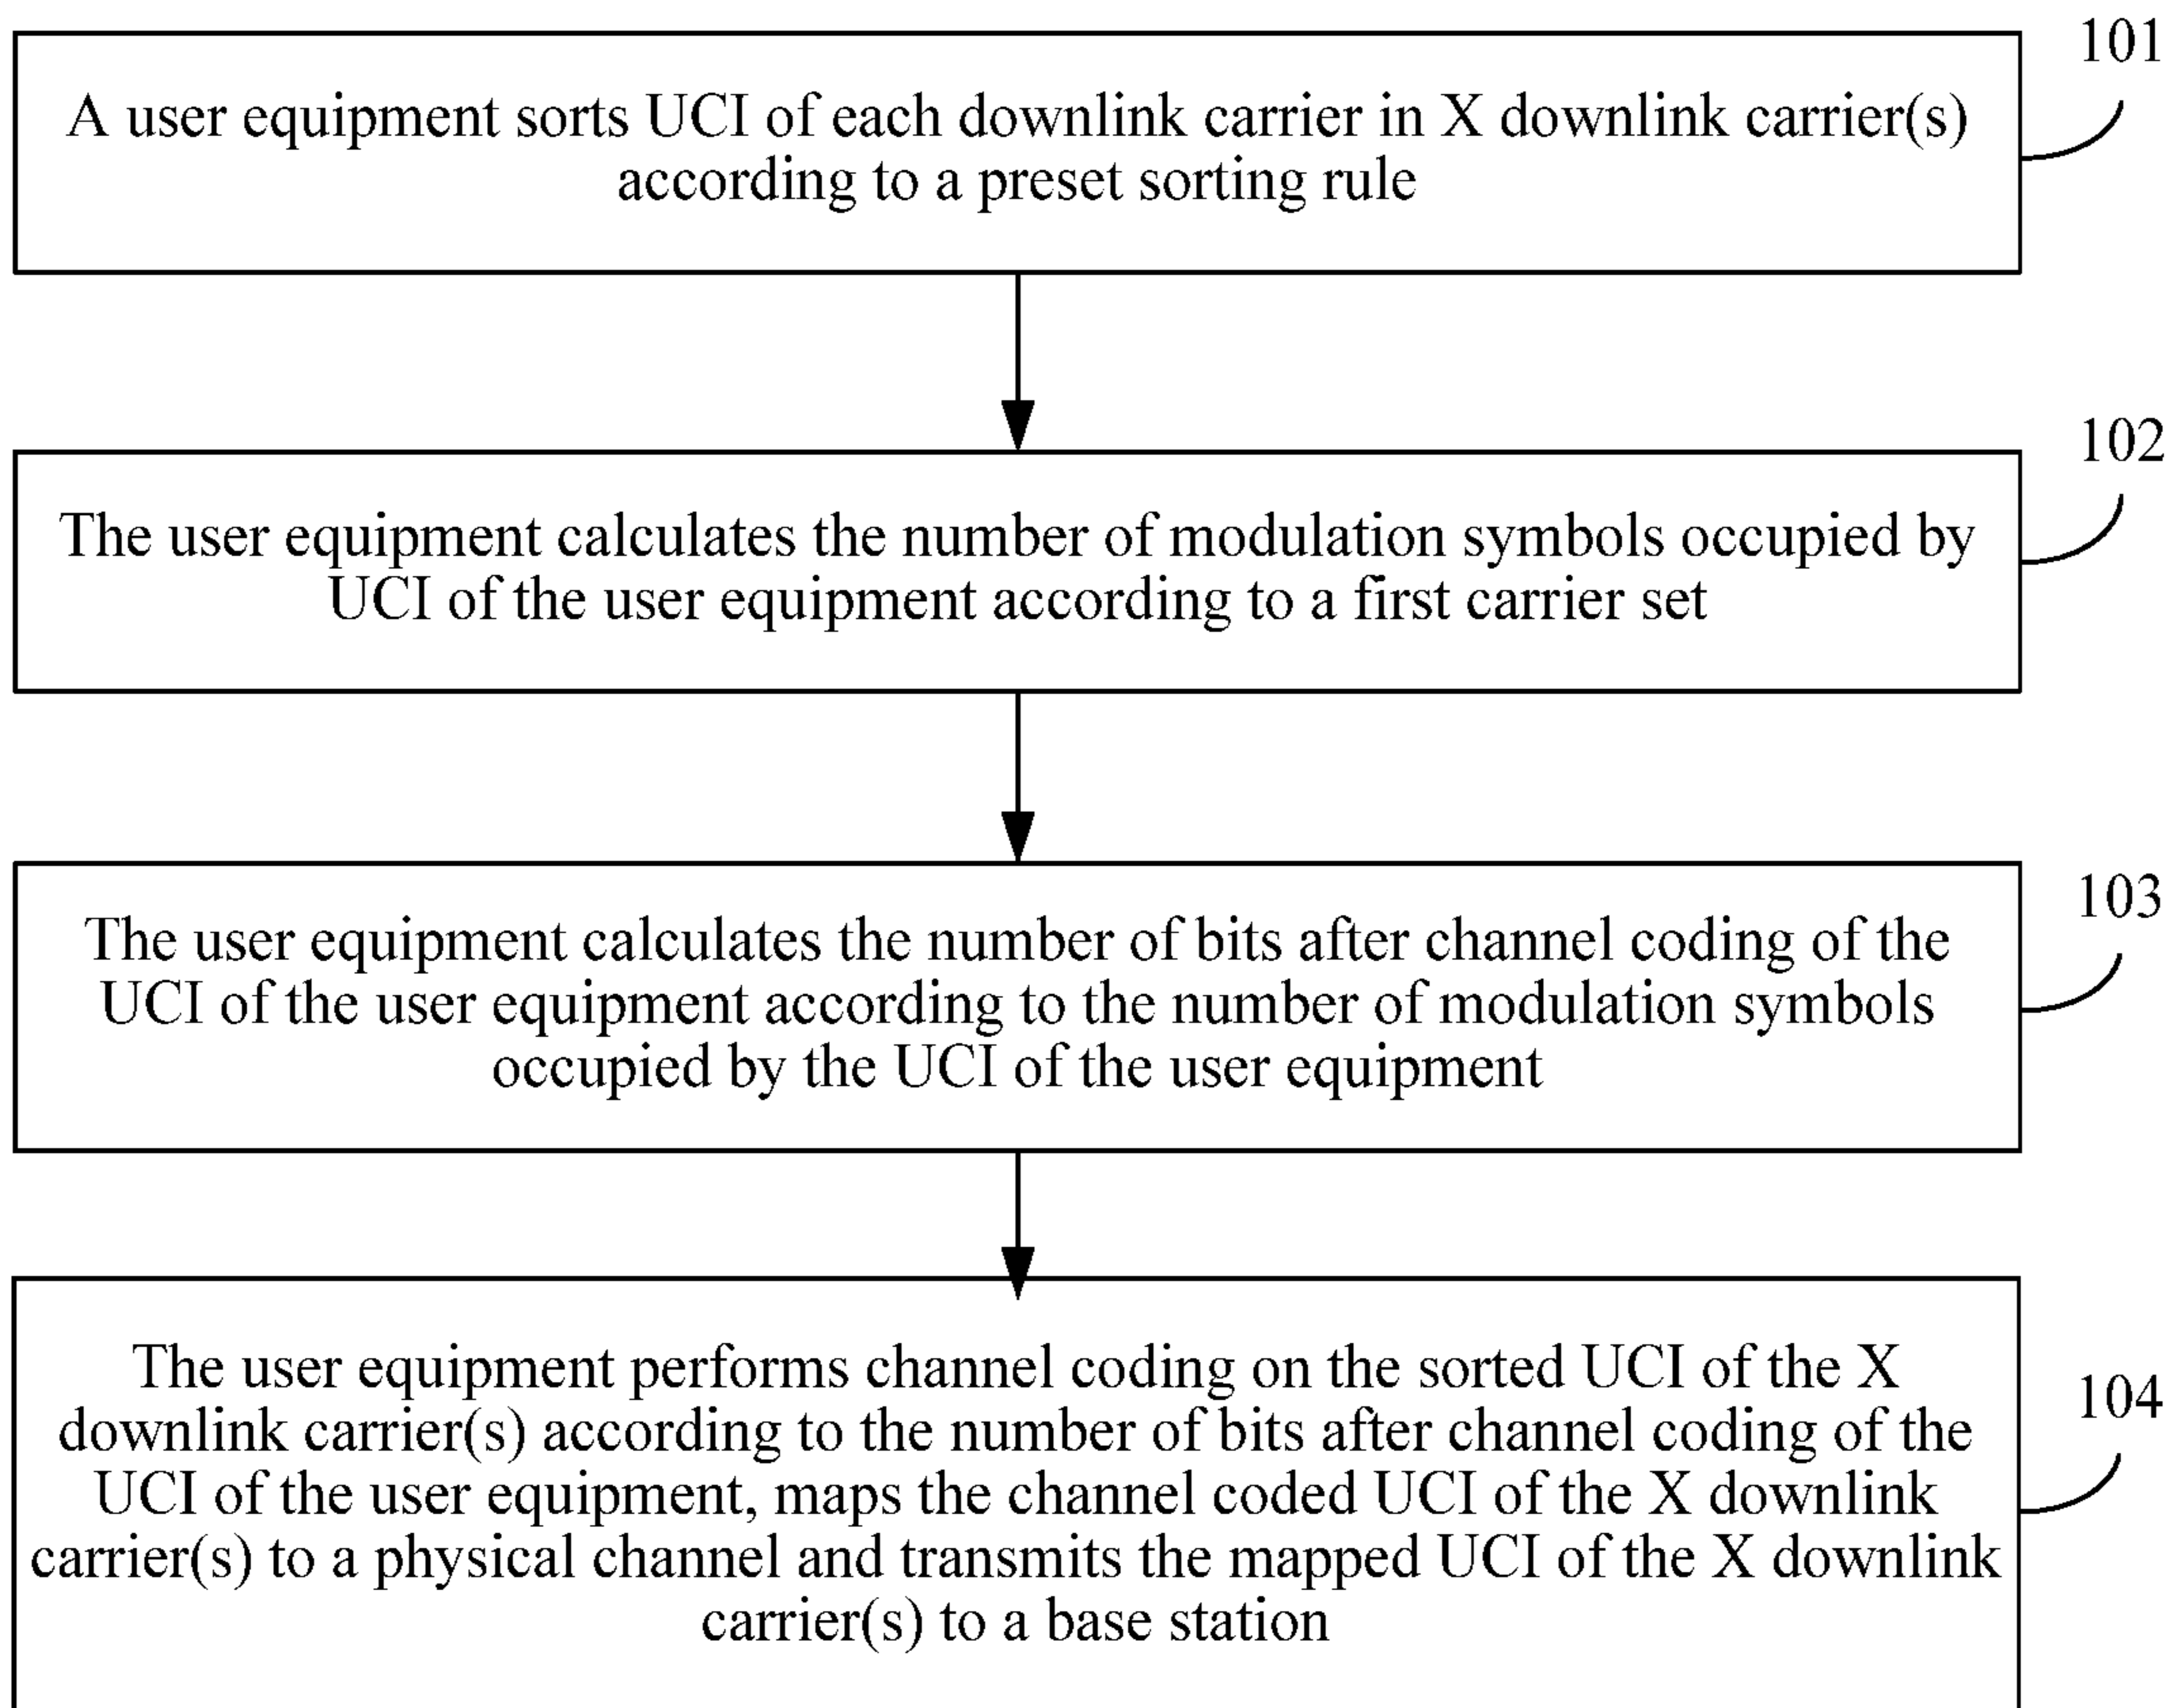 101
A user equipment sorts UCI of each downlink carrier in X downlink carrier(s)
according to a preset sorting rule
102
The user equipment calculates the number of modulation symbols occupied by
UCI of the user equipment according to a first carrier set
103
The user equipment calculates the number of bits after channel coding of the
UCI of the user equipment according to the number of modulation symbols
occupied by the UCI of the user equipment
104
The user equipment performs channel coding on the sorted UCI of the X
downlink carrier(s) according to the number of bits after channel coding of the
UCI of the user equipment, maps the channel coded UCI of the X downlink
carrier(s) to a physical channel and transmits the mapped UCI of the X downlink
carrier(s) to a base station